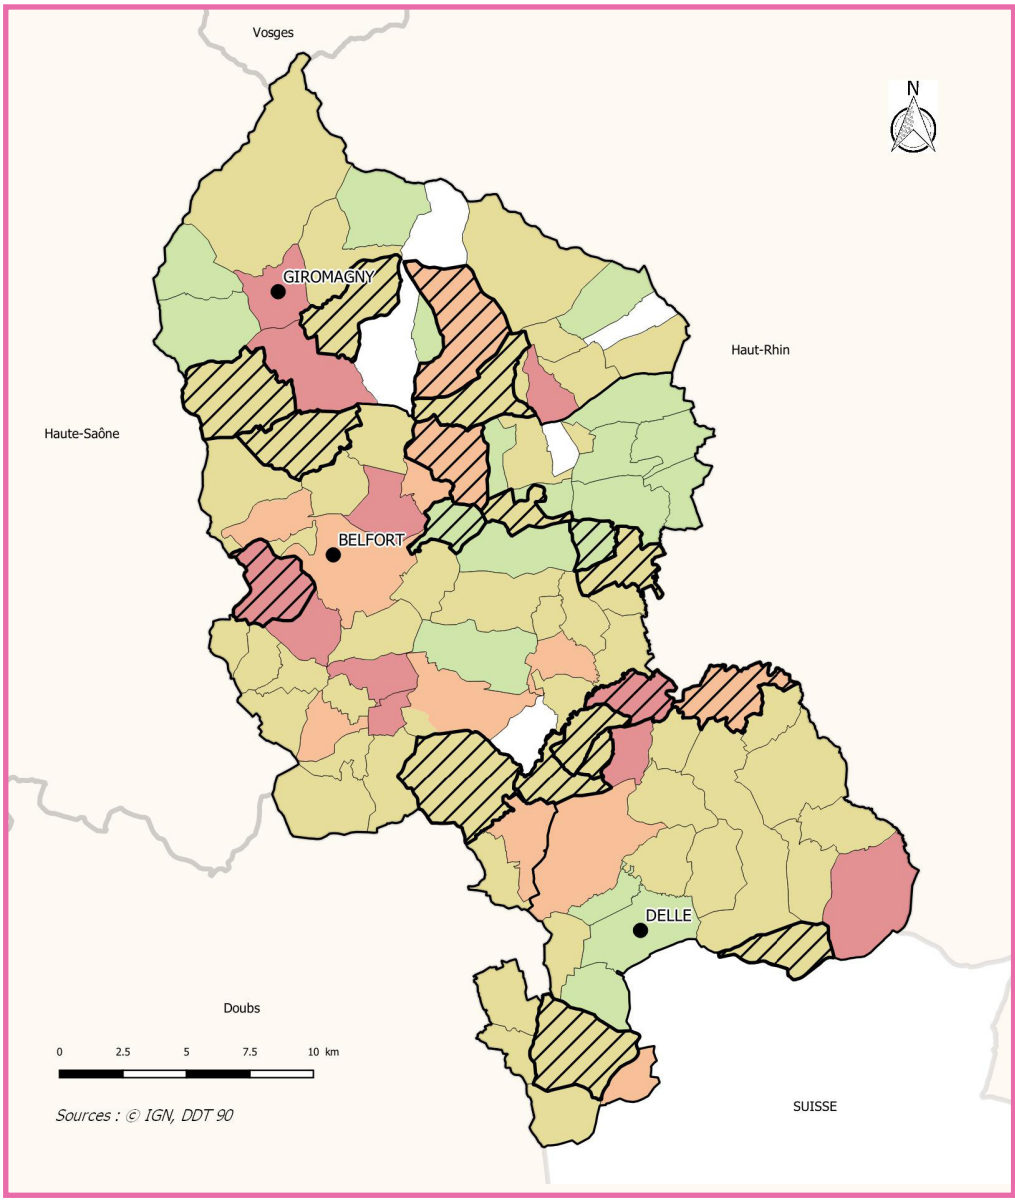 Vosges
N
GIROMAGNY
Haut-Rhin
Haute-Saône
BELFORT
DELLE
Doubs
0 2.5 5 7.5 10 km
Sources : © IGN, DDT 90
SUISSE